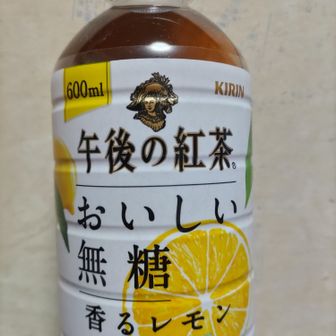 600ml
KIRIN
午後の紅茶®
おいしい
無糖
香るレモン